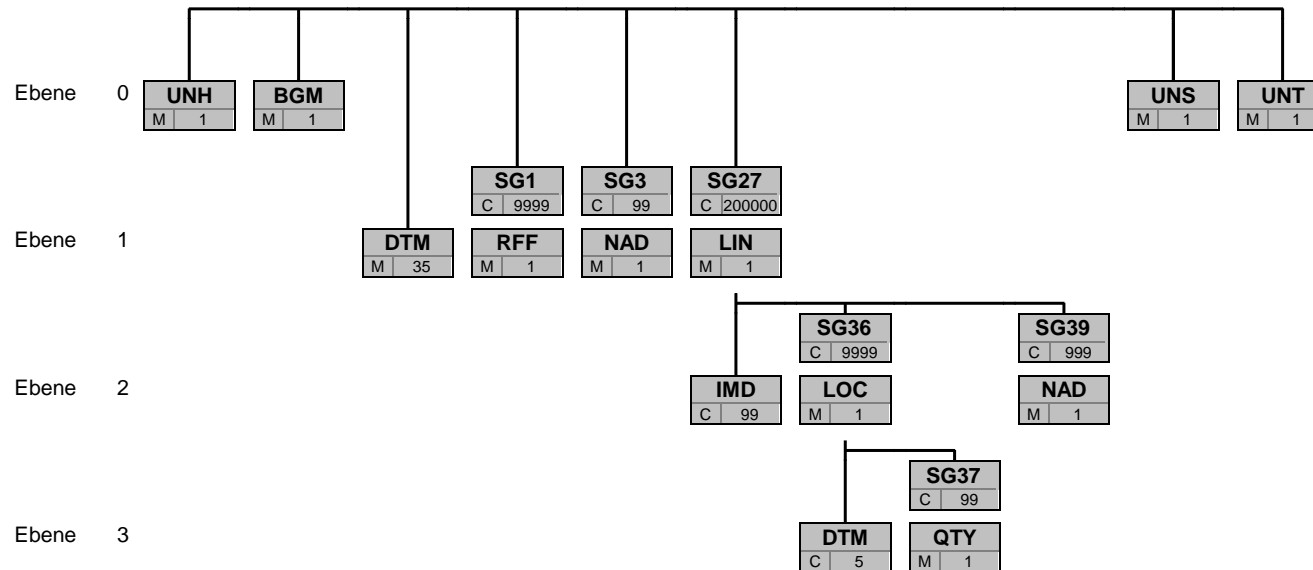 Ebene 0 UNH BGM UNS UNT
M 1 M 1 M 1 M 1
SG1 SG3 SG27
C 9999 C 99 C 200000
Ebene 1 DTM RFF NAD LIN
M 35 M 1 M 1 M 1
SG36 SG39
C 9999 C 999
Ebene 2 IMD LOC NAD
C 99 M 1 M 1
SG37
C 99
Ebene 3 DTM QTY
C 5 M 1